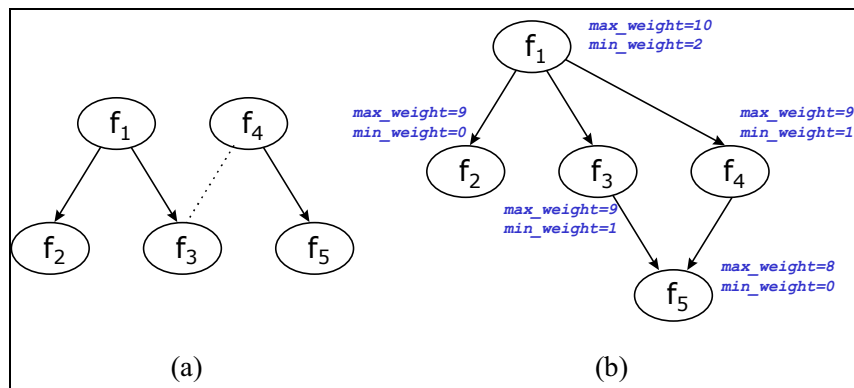 max_weight=10
min_weight=2
f1
max_weight=9
min_weight=0
max_weight=9
min_weight=1
f1
f4
f2
f3
f4
max_weight=9
min_weight=1
f2
f3
f5
max_weight=8
min_weight=0
f5
(a)
(b)